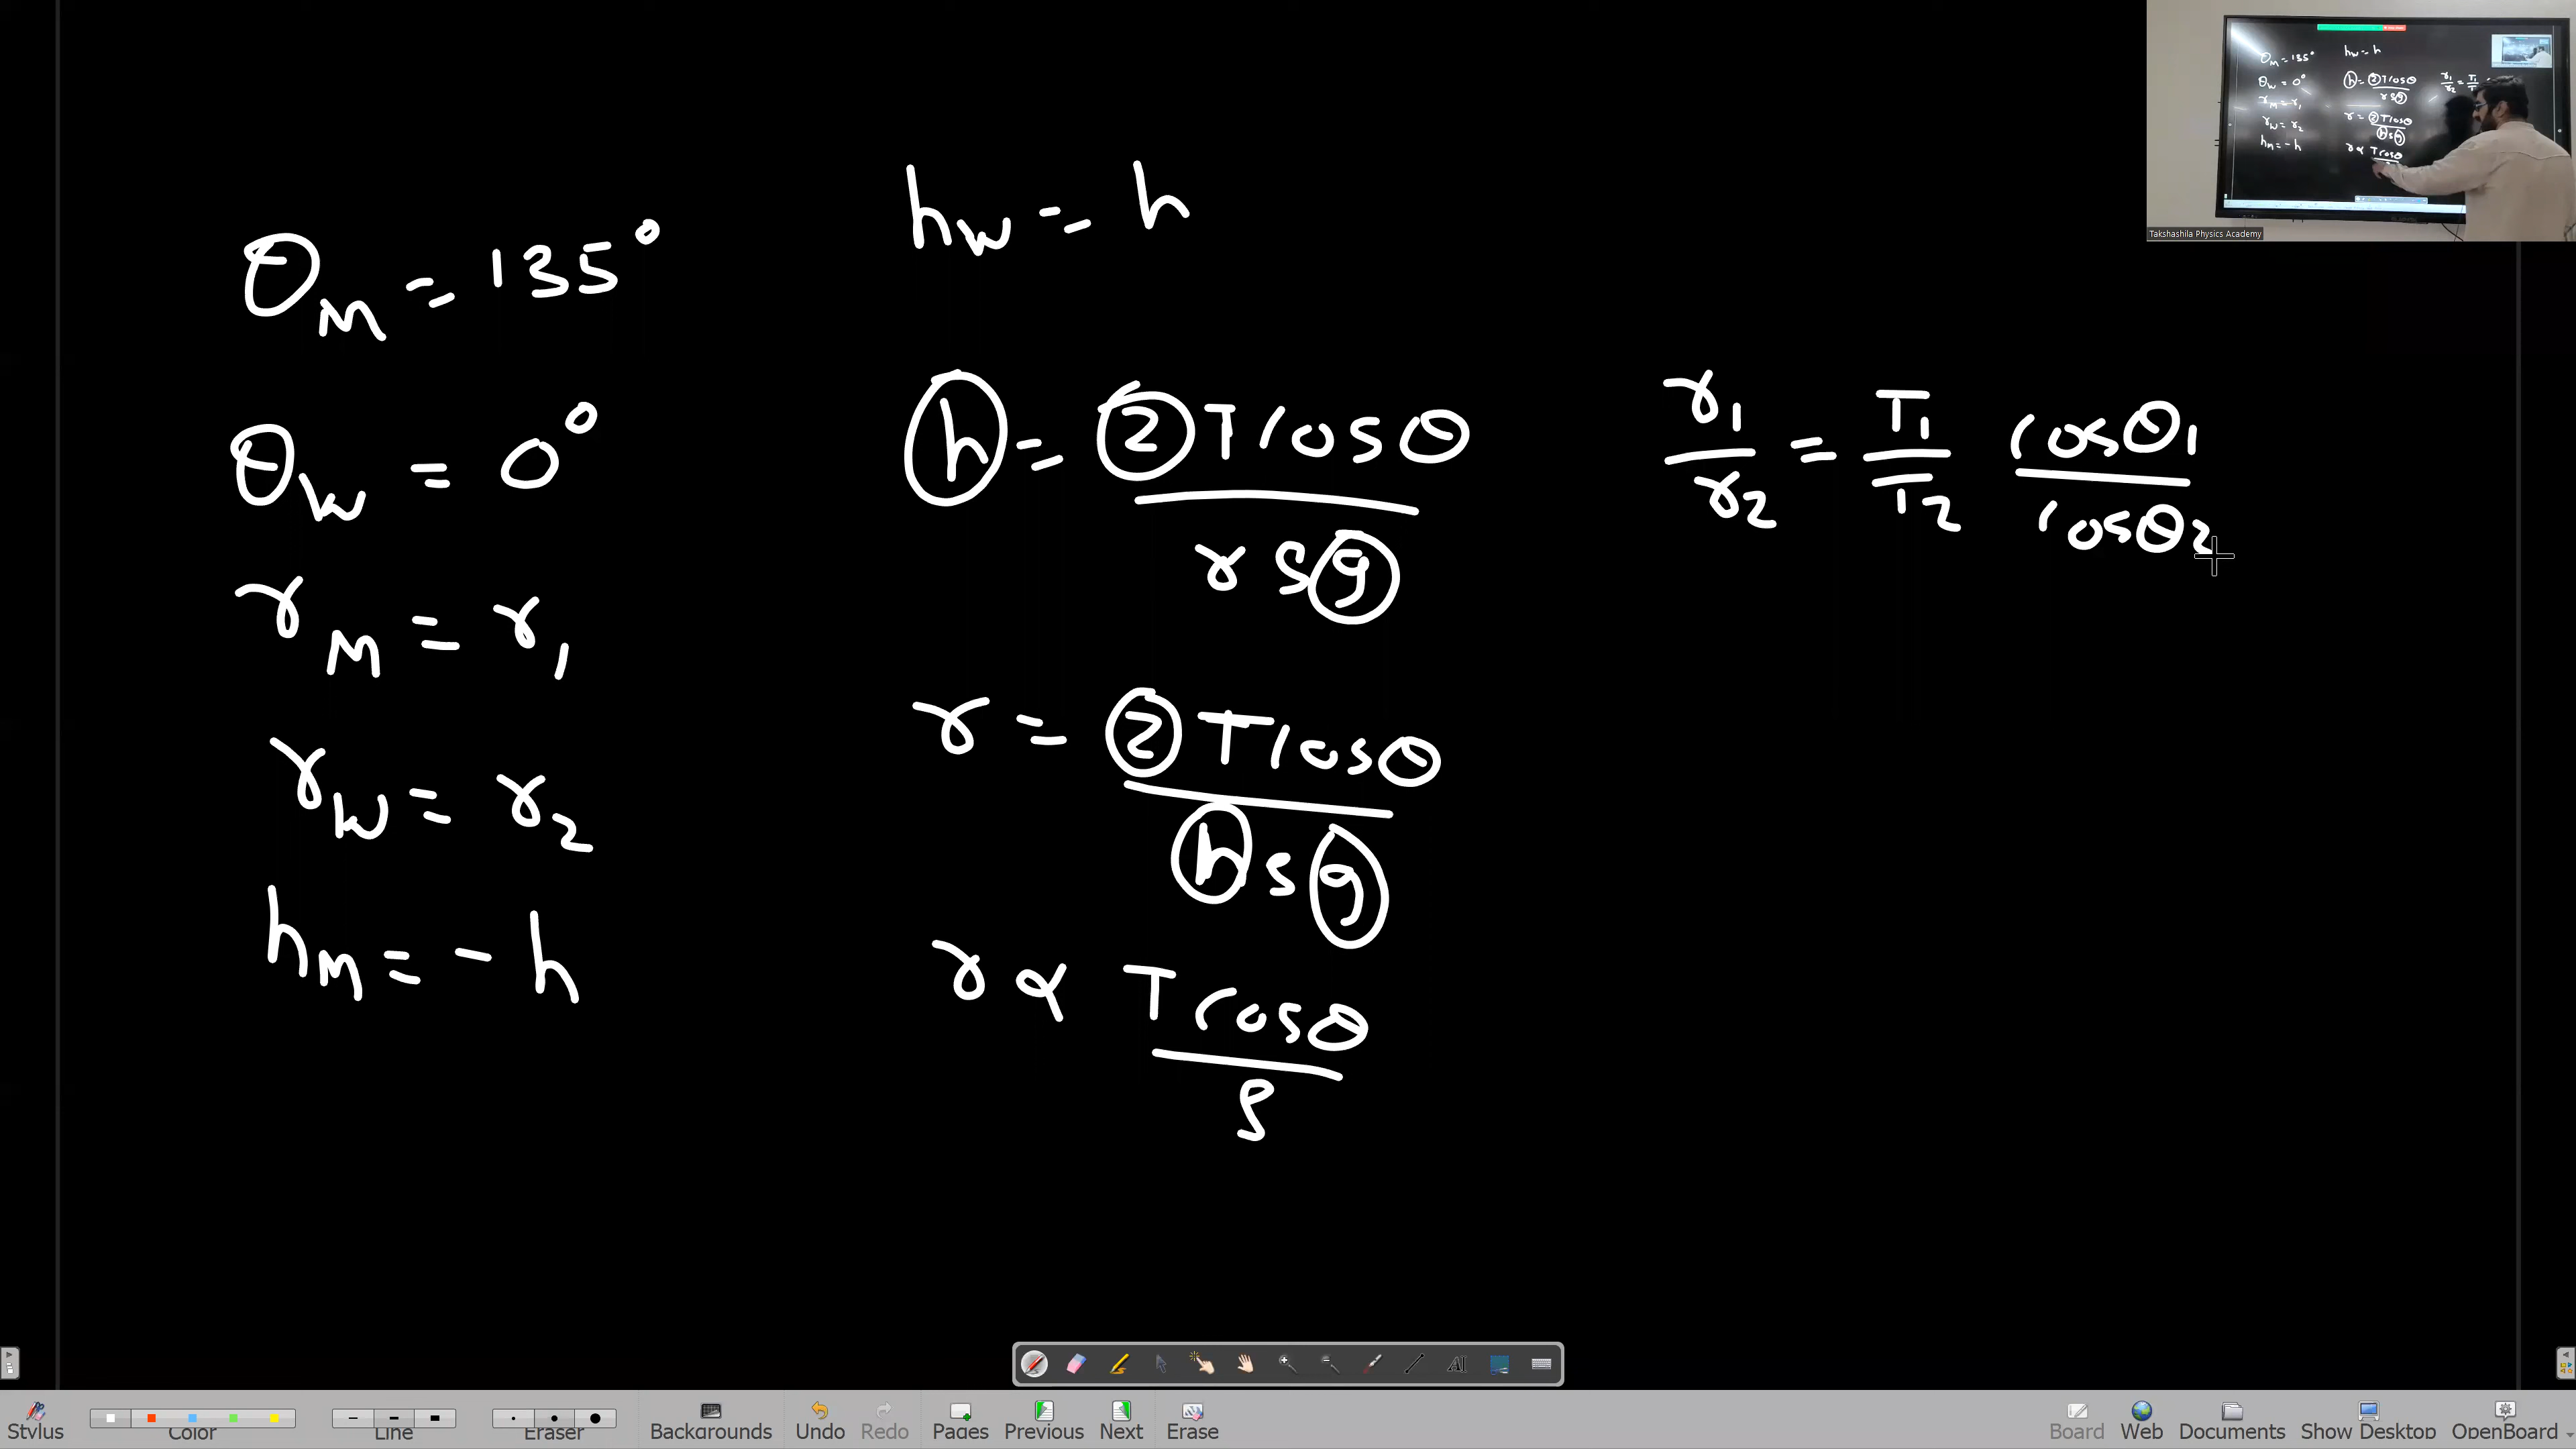 θM = 135°
θw = 0°
rM = r1
rw = r2
hM = - h
hw = h
h = 2Tcosθ
rρg
r = 2Tcosθ
hρg
r ∝ Tcosθ
ρ
r1 = T1 cosθ1
r2 T2 cosθ2
Takshashila Physics Academy
Stylus
Color
Line
Eraser
Backgrounds
Undo
Redo
Pages
Previous
Next
Erase
Board
Web
Documents
Show Desktop
OpenBoard